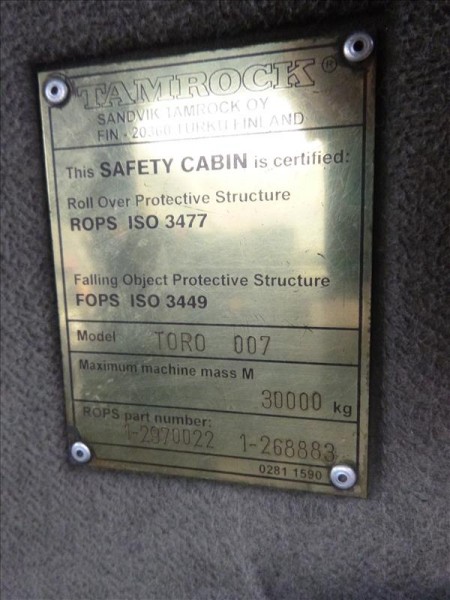 TAMROCK®
SANDVIK TAMROCK OY
FIN - 20360 TURKU FINLAND
This SAFETY CABIN is certified:
Roll Over Protective Structure
ROPS ISO 3477
Falling Object Protective Structure
FOPS ISO 3449
Model TORO 007
Maximum machine mass M
30000 kg
ROPS part number:
1-2970022 1-268883
0281 1590